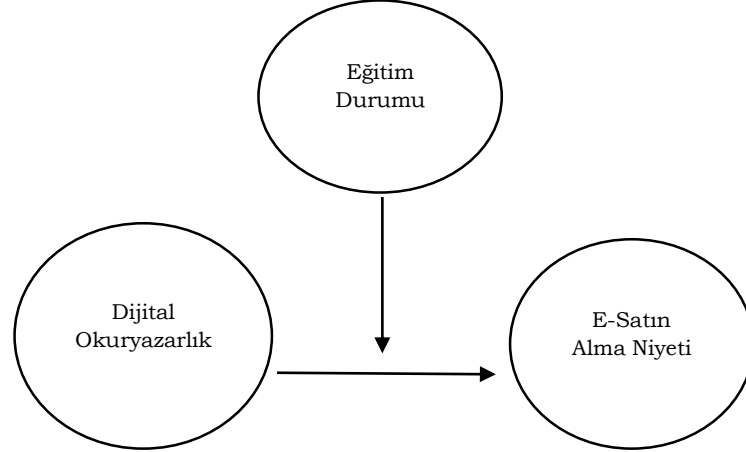 Eğitim
Durumu
Dijital
Okuryazarlık
E-Satın
Alma Niyeti